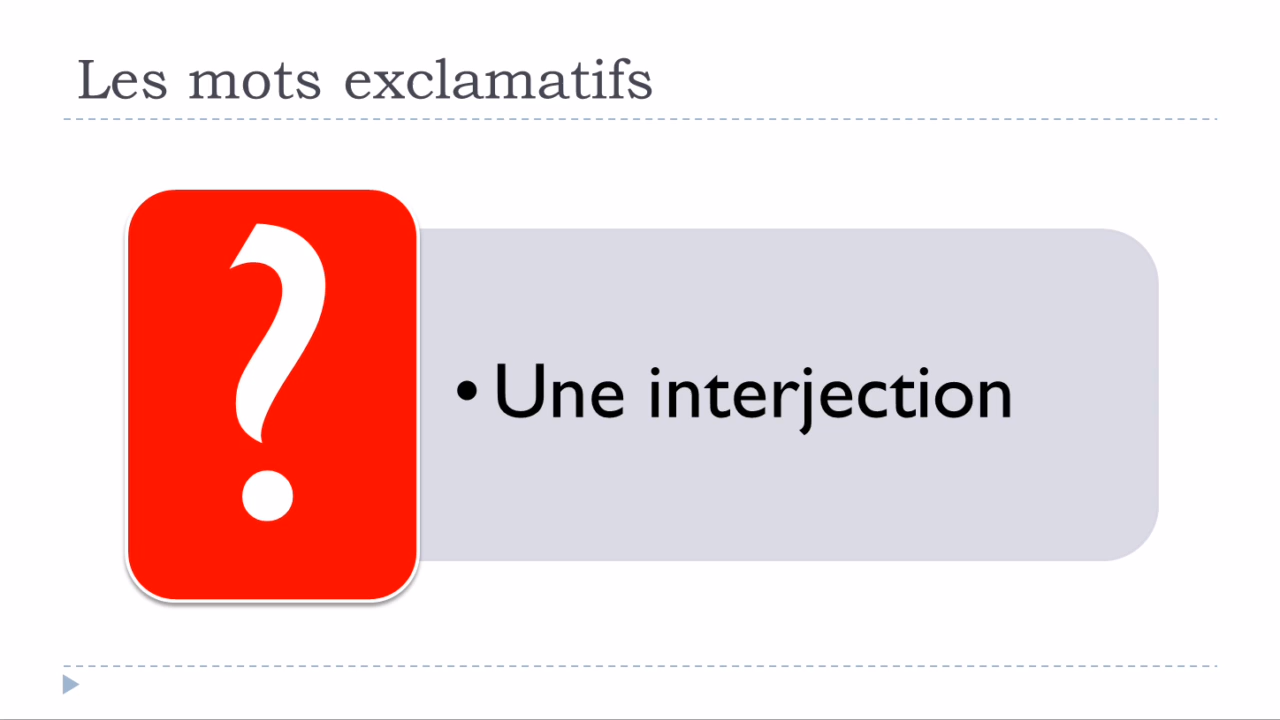 Les mots exclamatifs
?
• Une interjection